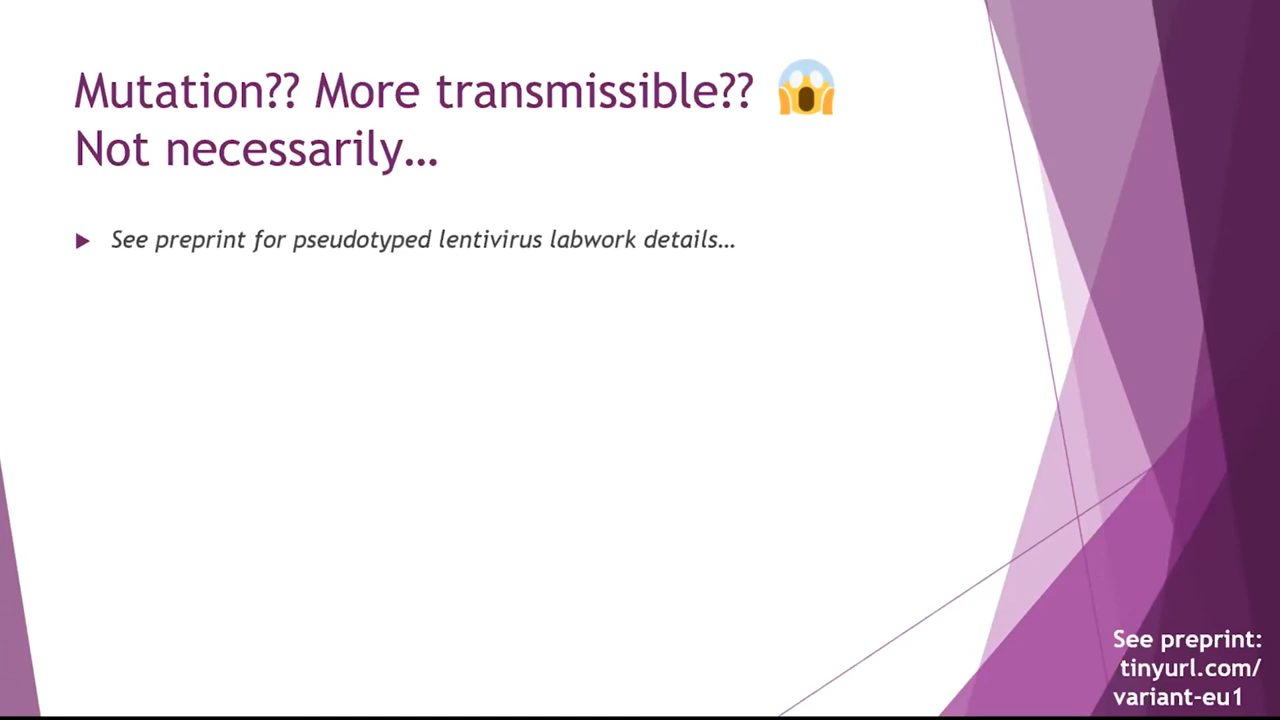 Mutation?? More transmissible?? 😱
Not necessarily…
See preprint for pseudotyped lentivirus labwork details…
See preprint:
tinyurl.com/
variant-eu1